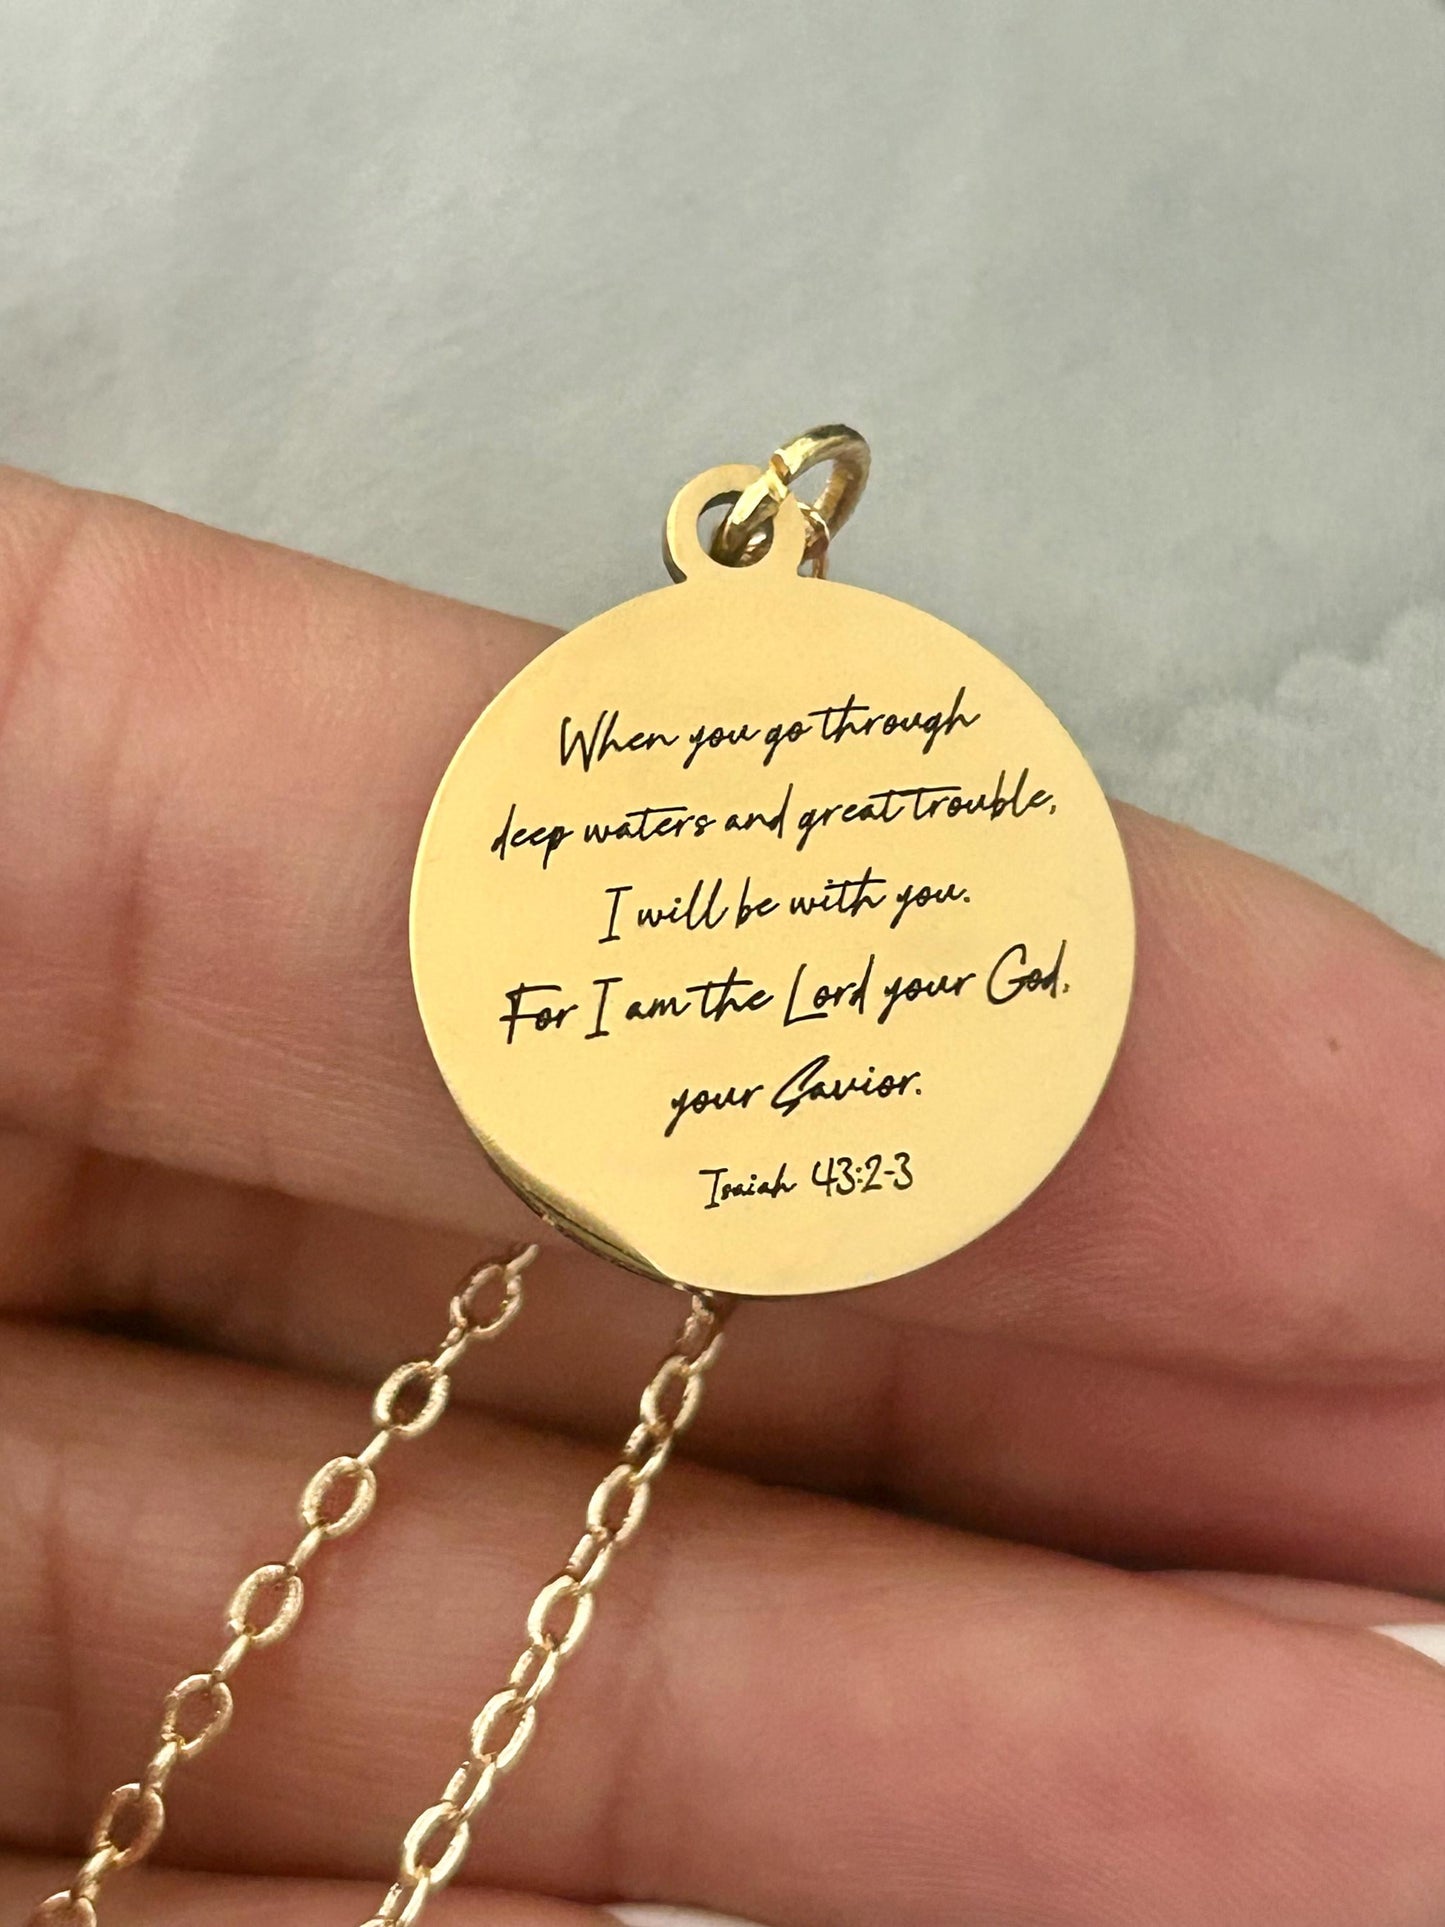 When you go through
deep waters and great trouble,
I will be with you.
For I am the Lord your God,
your Savior.
Isaiah 43:2-3